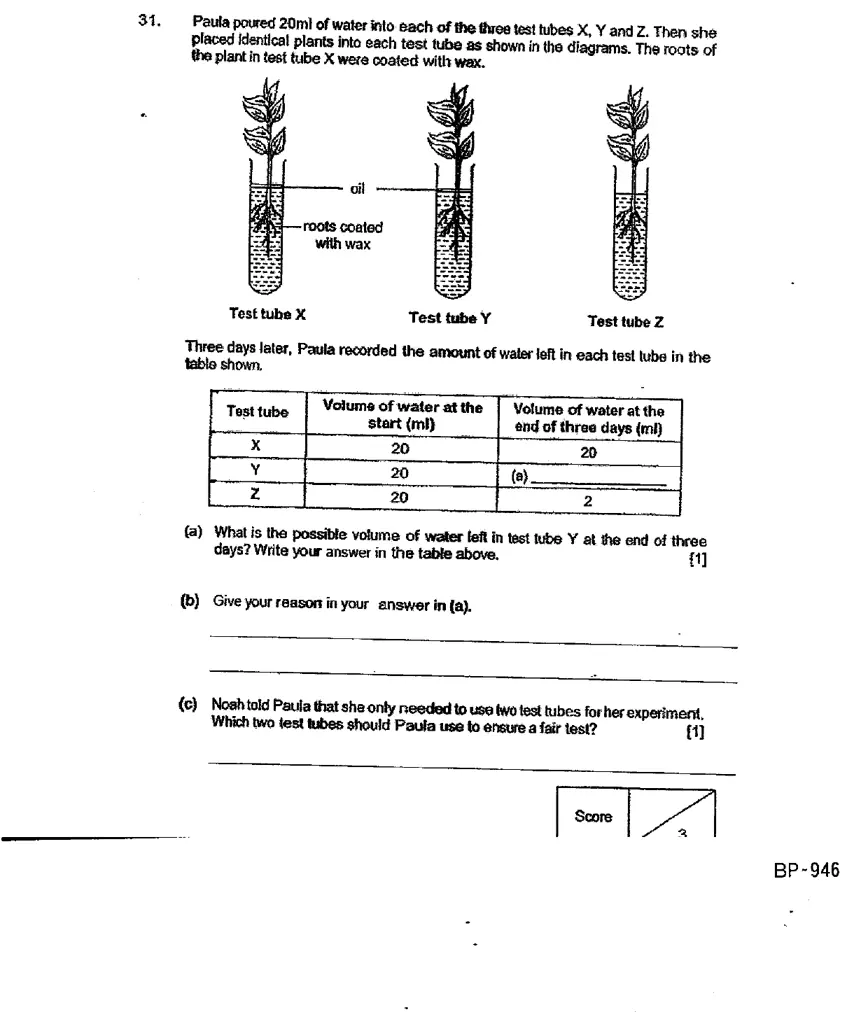 31. Paula poured 20ml of water into each of the three test tubes X, Y and Z. Then she
placed identical plants into each test tube as shown in the diagrams. The roots of
the plant in test tube X were coated with wax.
oil
roots coated
with wax
Test tube X
Test tube Y
Test tube Z
Three days later, Paula recorded the amount of water left in each test tube in the
table shown.
Test tube Volume of water at the start (ml) Volume of water at the end of three days (ml)
X 20 20
Y 20 (a)
Z 20 2
(a) What is the possible volume of water left in test tube Y at the end of three
days? Write your answer in the table above. [1]
(b) Give your reason in your answer in (a).
(c) Noah told Paula that she only needed to use two test tubes for her experiment.
Which two test tubes should Paula use to ensure a fair test? [1]
Score
3
BP-946